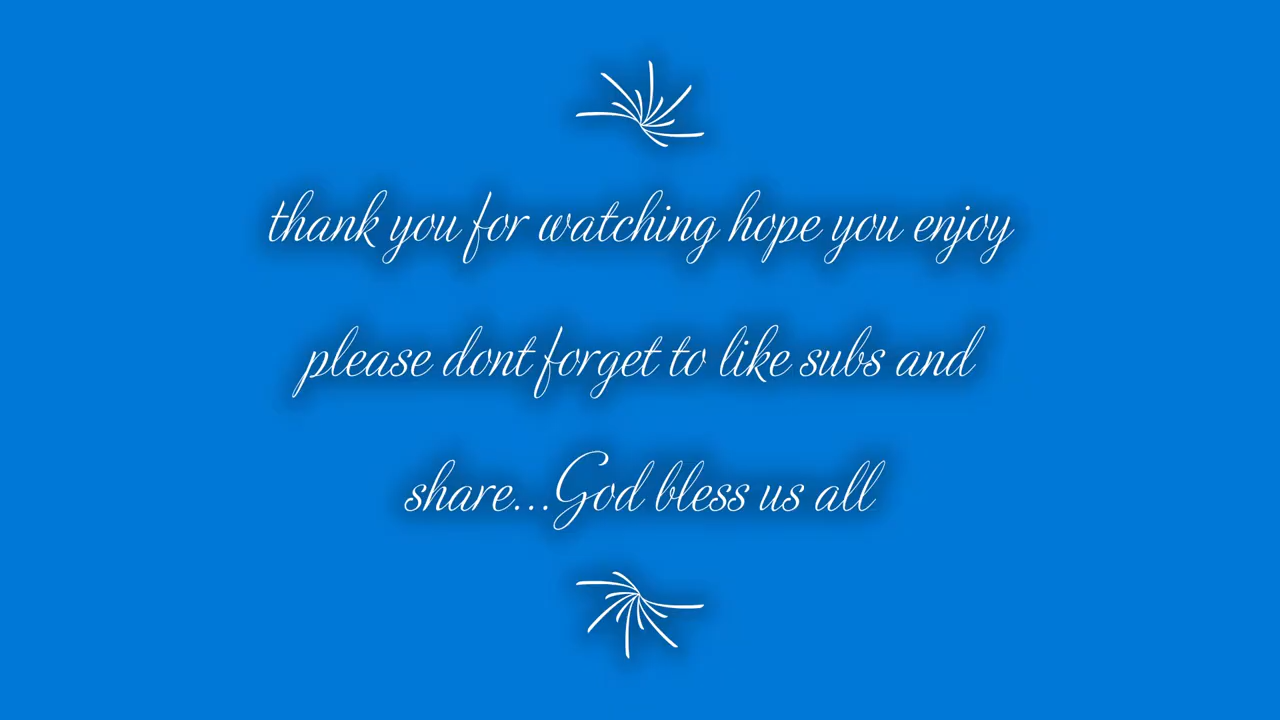 thank you for watching hope you enjoy
please dont forget to like subs and
share...God bless us all